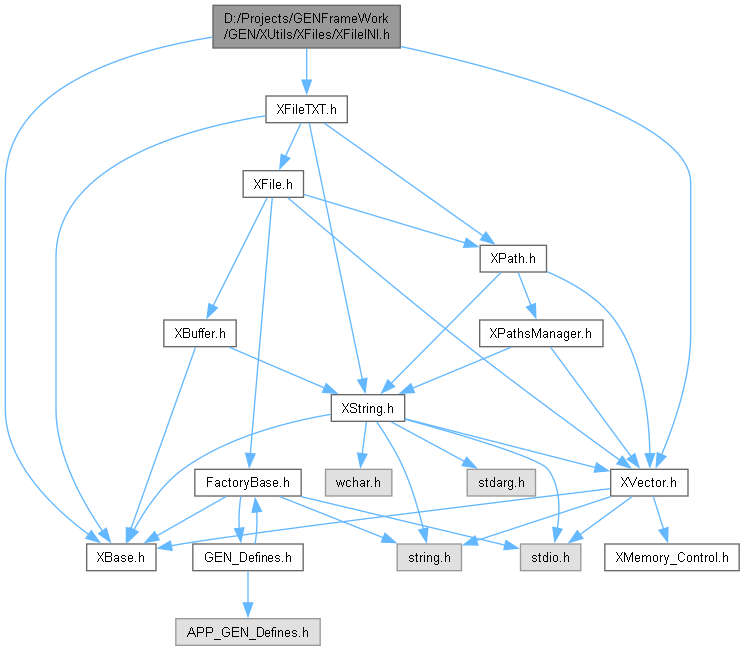 D:/Projects/GENFrameWork
/GEN/XUtils/XFiles/XFileINI.h
XFileTXT.h
XFile.h
XPath.h
XBuffer.h
XPathsManager.h
XString.h
FactoryBase.h
wchar.h
stdarg.h
XVector.h
XBase.h
GEN_Defines.h
string.h
stdio.h
XMemory_Control.h
APP_GEN_Defines.h